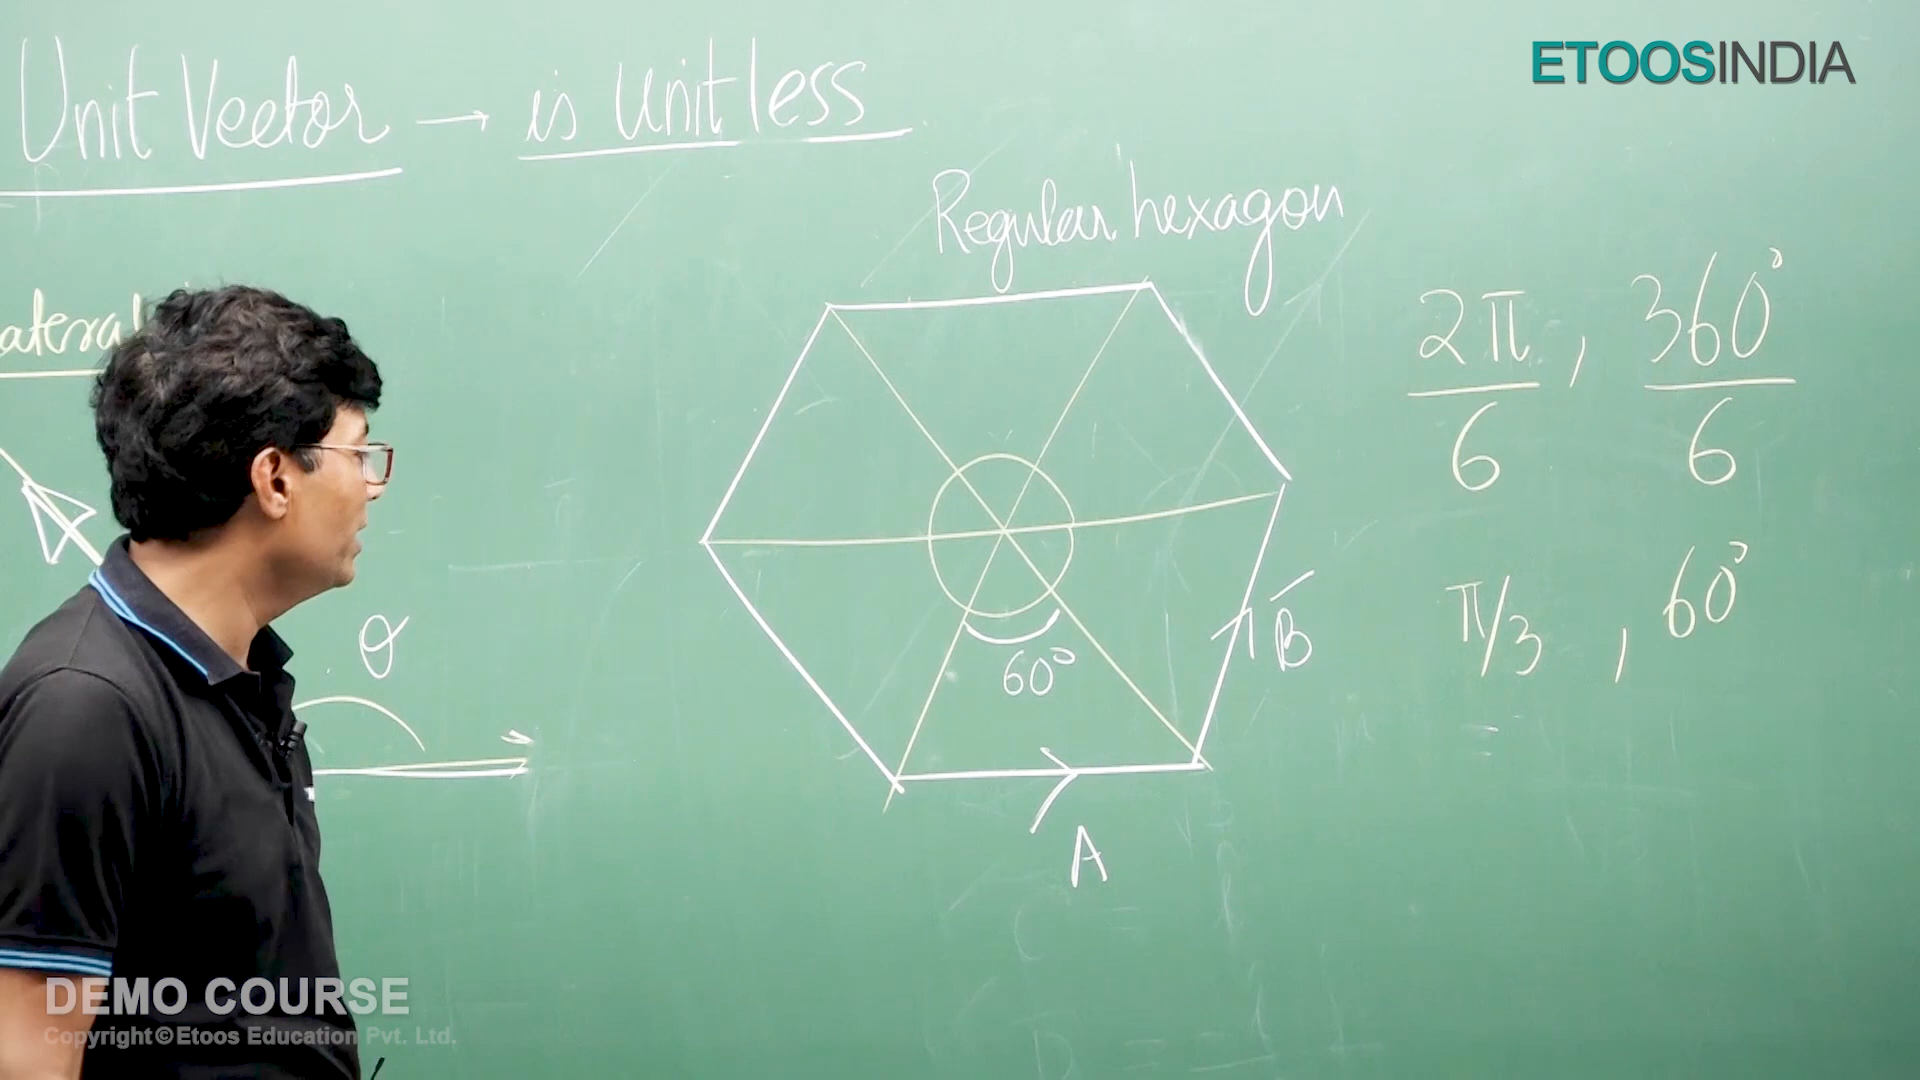 ETOOSINDIA
Unit Vector → is unitless
Regular hexagon
2π/6 , 360°/6
π/3 , 60°
θ
60°
B
A
DEMO COURSE
Copyright©Etoos Education Pvt. Ltd.